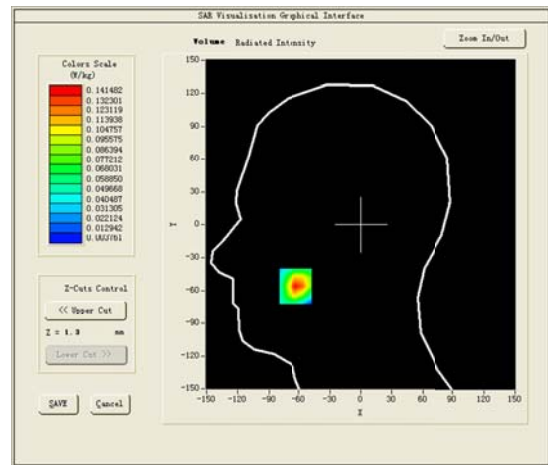 SAR Visualisation Graphical Interface
Volume Radiated Intensity
Zoom In/Out
Colors Scale
(W/kg)
0.141482
0.132301
0.123119
0.113938
0.104757
0.095575
0.086394
0.077212
0.068031
0.058850
0.049668
0.040487
0.031305
0.022124
0.012942
0.003761
150
120
90
60
30
0
-30
-60
-90
-120
-150
Y
-150 -120 -90 -60 -30 0 30 60 90 120 150
X
Z-Cuts Control
<< Upper Cut
Z = 1.0 mm
Lower Cut >>
SAVE
Cancel